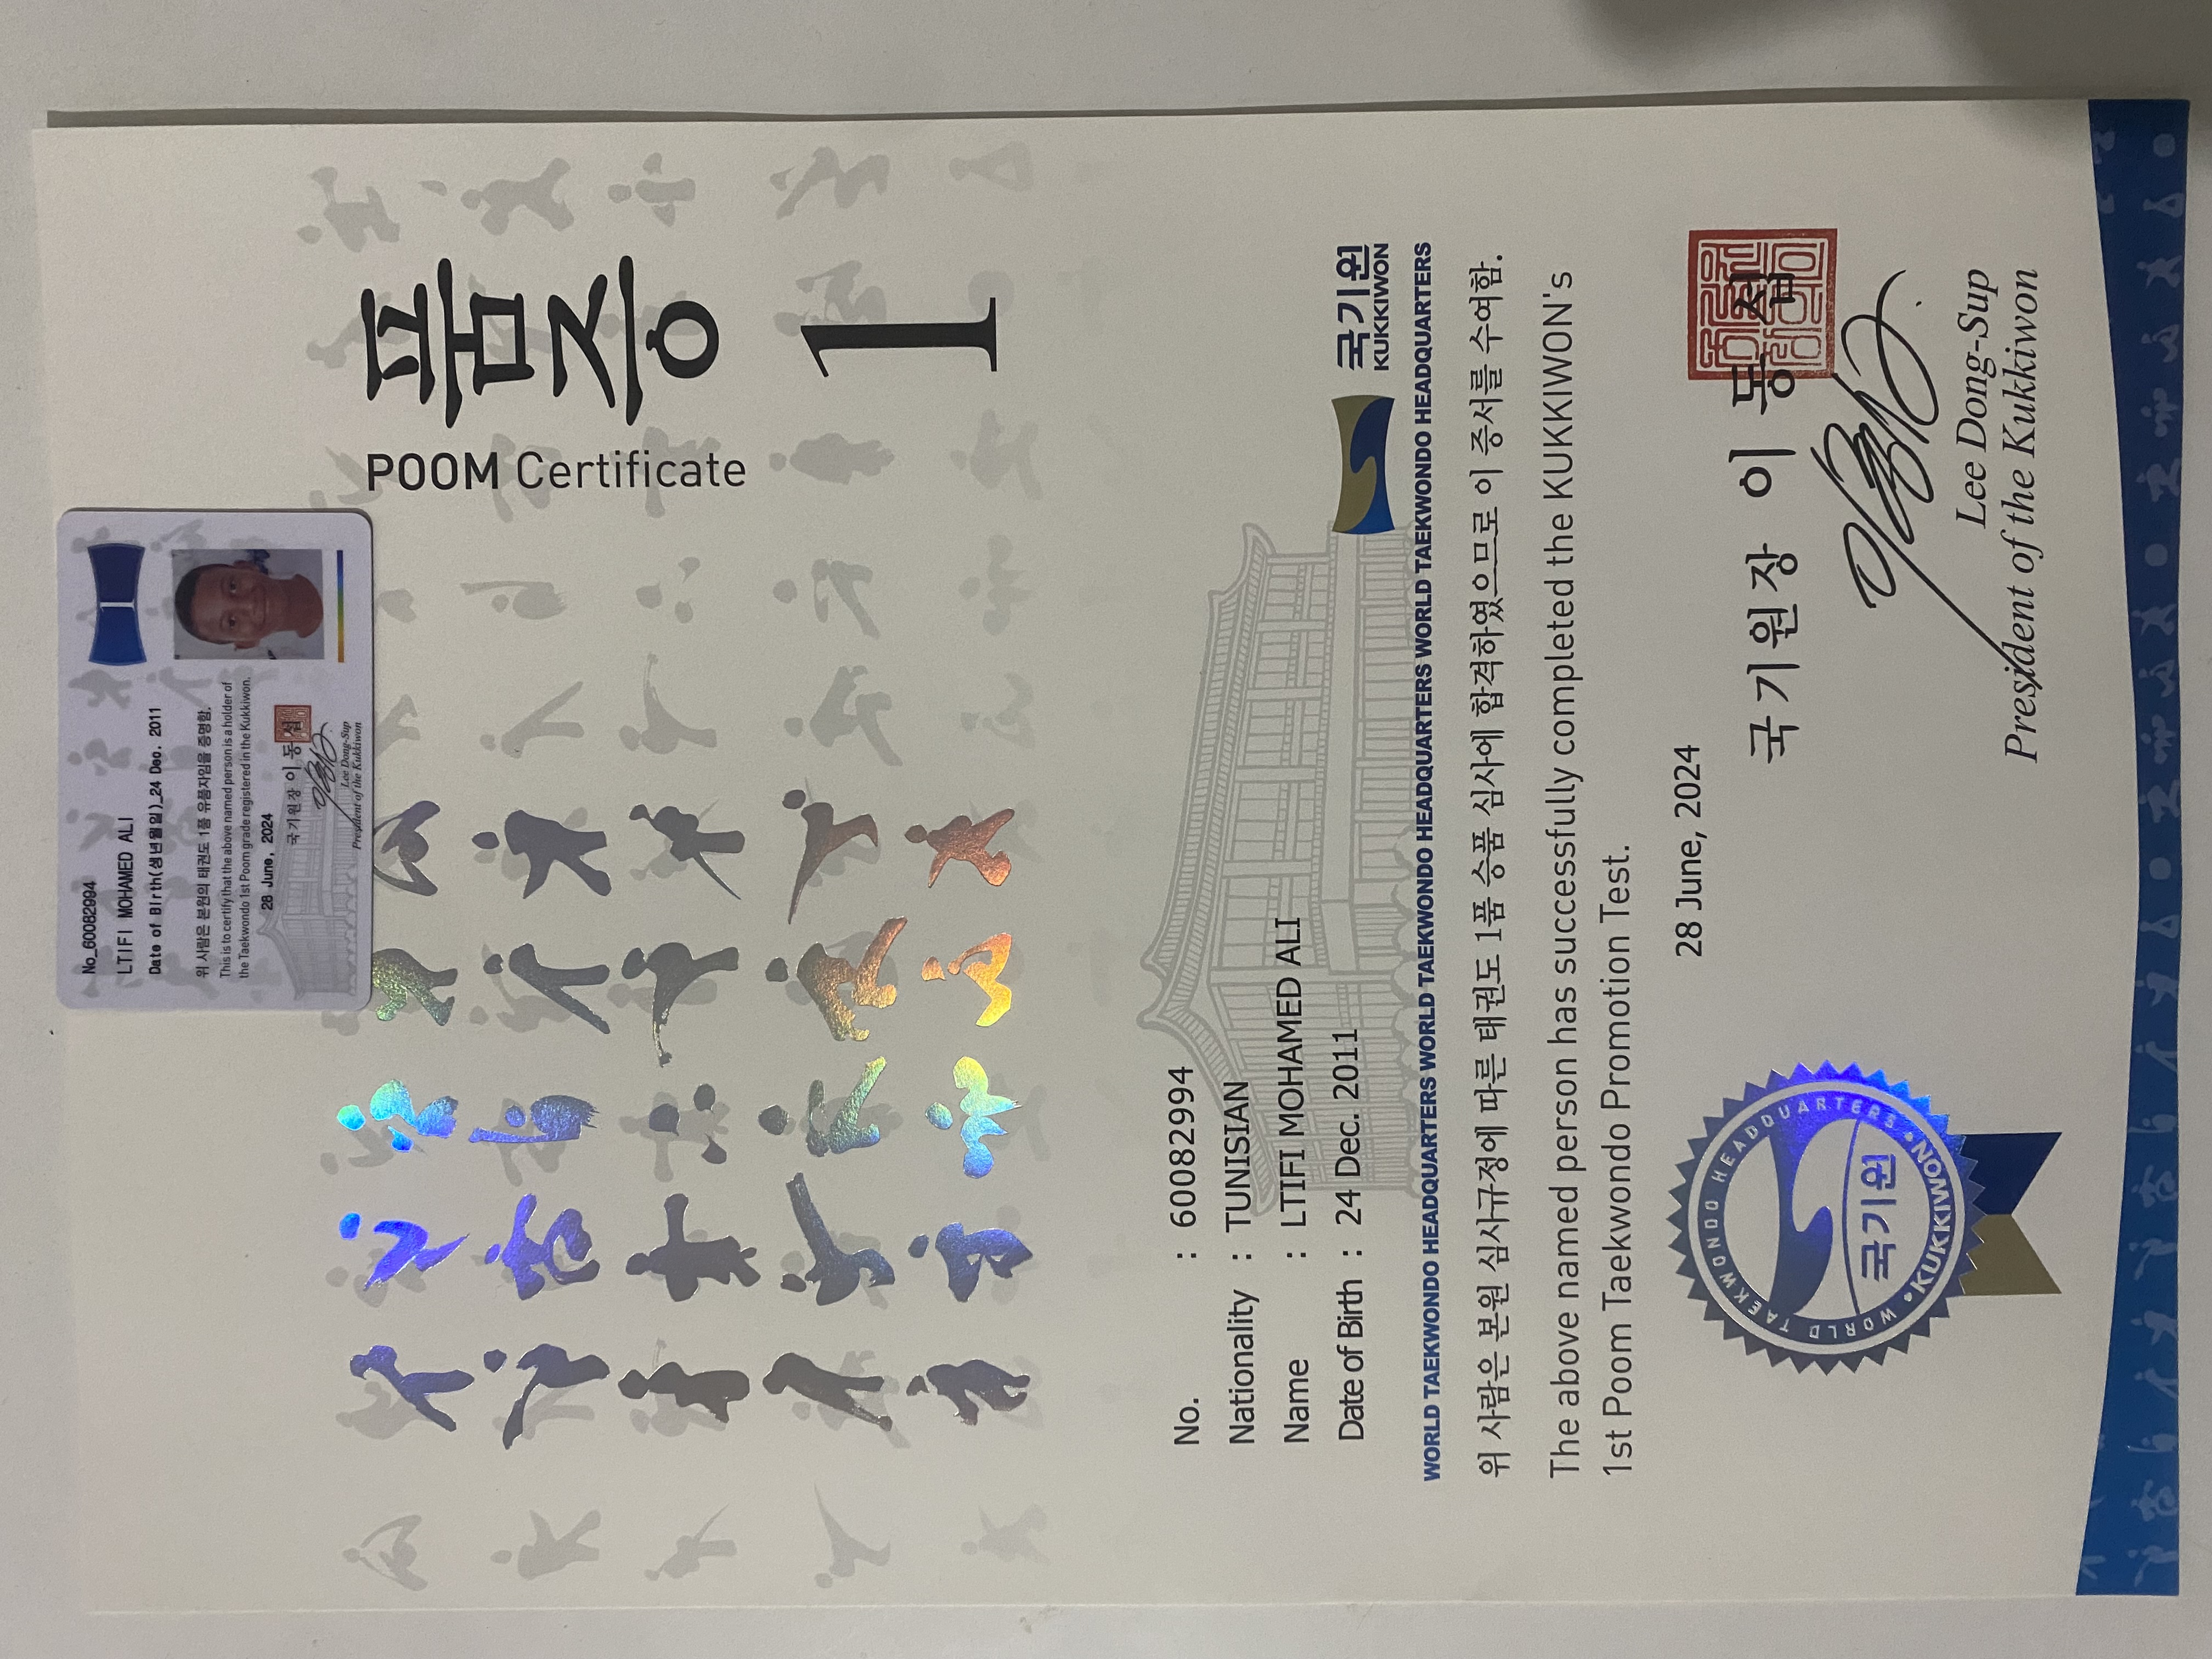 No_60082994
LTIFI MOHAMED ALI
Date of Birth(생년월일)_24 Dec. 2011
위 사람은 본원의 태권도 1품 유품자임을 증명함.
This is to certify that the above named person is a holder of
the Taekwondo 1st Poom grade registered in the Kukkiwon.
28 June, 2024
국기원장 이동섭
Lee Dong-Sup
President of the Kukkiwon
품증
POOM Certificate
1
No. : 60082994
Nationality : TUNISIAN
Name : LTIFI MOHAMED ALI
Date of Birth : 24 Dec. 2011
국기원
KUKKIWON
WORLD TAEKWONDO HEADQUARTERS WORLD TAEKWONDO HEADQUARTERS WORLD TAEKWONDO HEADQUARTERS WORLD TAEKWONDO HEADQUARTERS
위 사람은 본원 심사규정에 따른 태권도 1품 승품 심사에 합격하였으므로 이 증서를 수여함.
The above named person has successfully completed the KUKKIWON's
1st Poom Taekwondo Promotion Test.
28 June, 2024
국기원장 이동섭
Lee Dong-Sup
President of the Kukkiwon
WORLD TAEKWONDO HEADQUARTERS
국기원
KUKKIWON